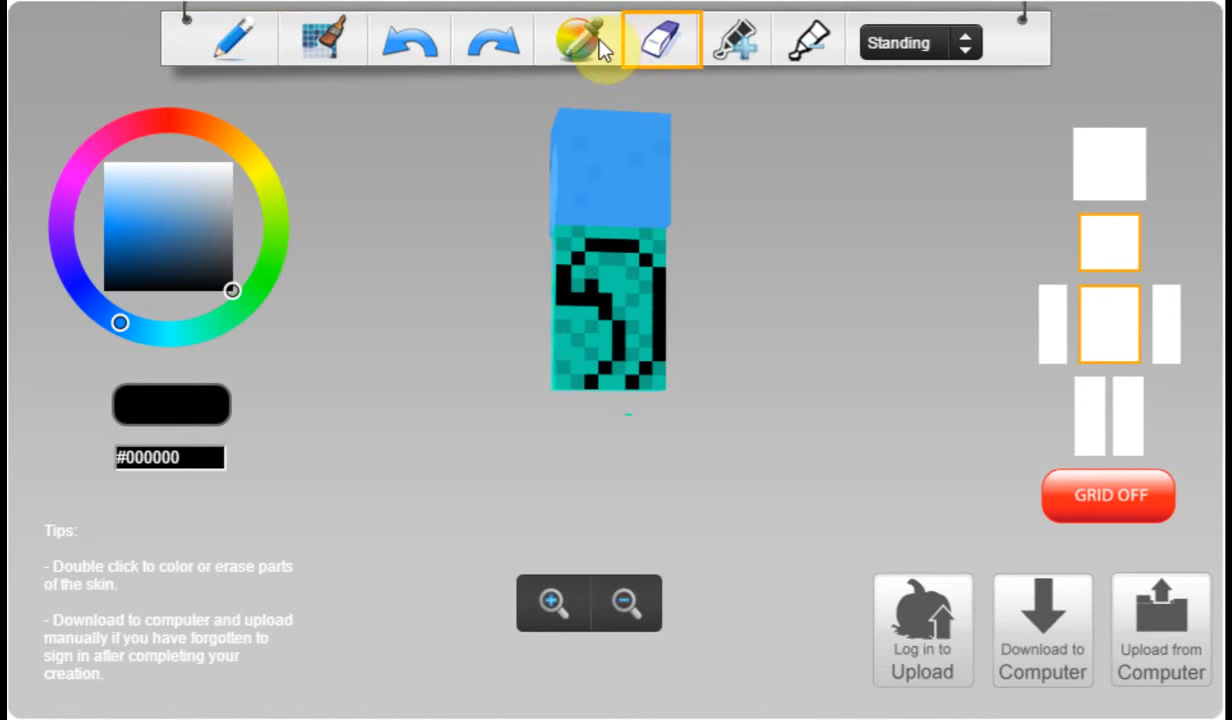 Standing
#000000
GRID OFF
Tips:
- Double click to color or erase parts
of the skin.
- Download to computer and upload
manually if you have forgotten to
sign in after completing your
creation.
Log in to
Upload
Download to
Computer
Upload from
Computer